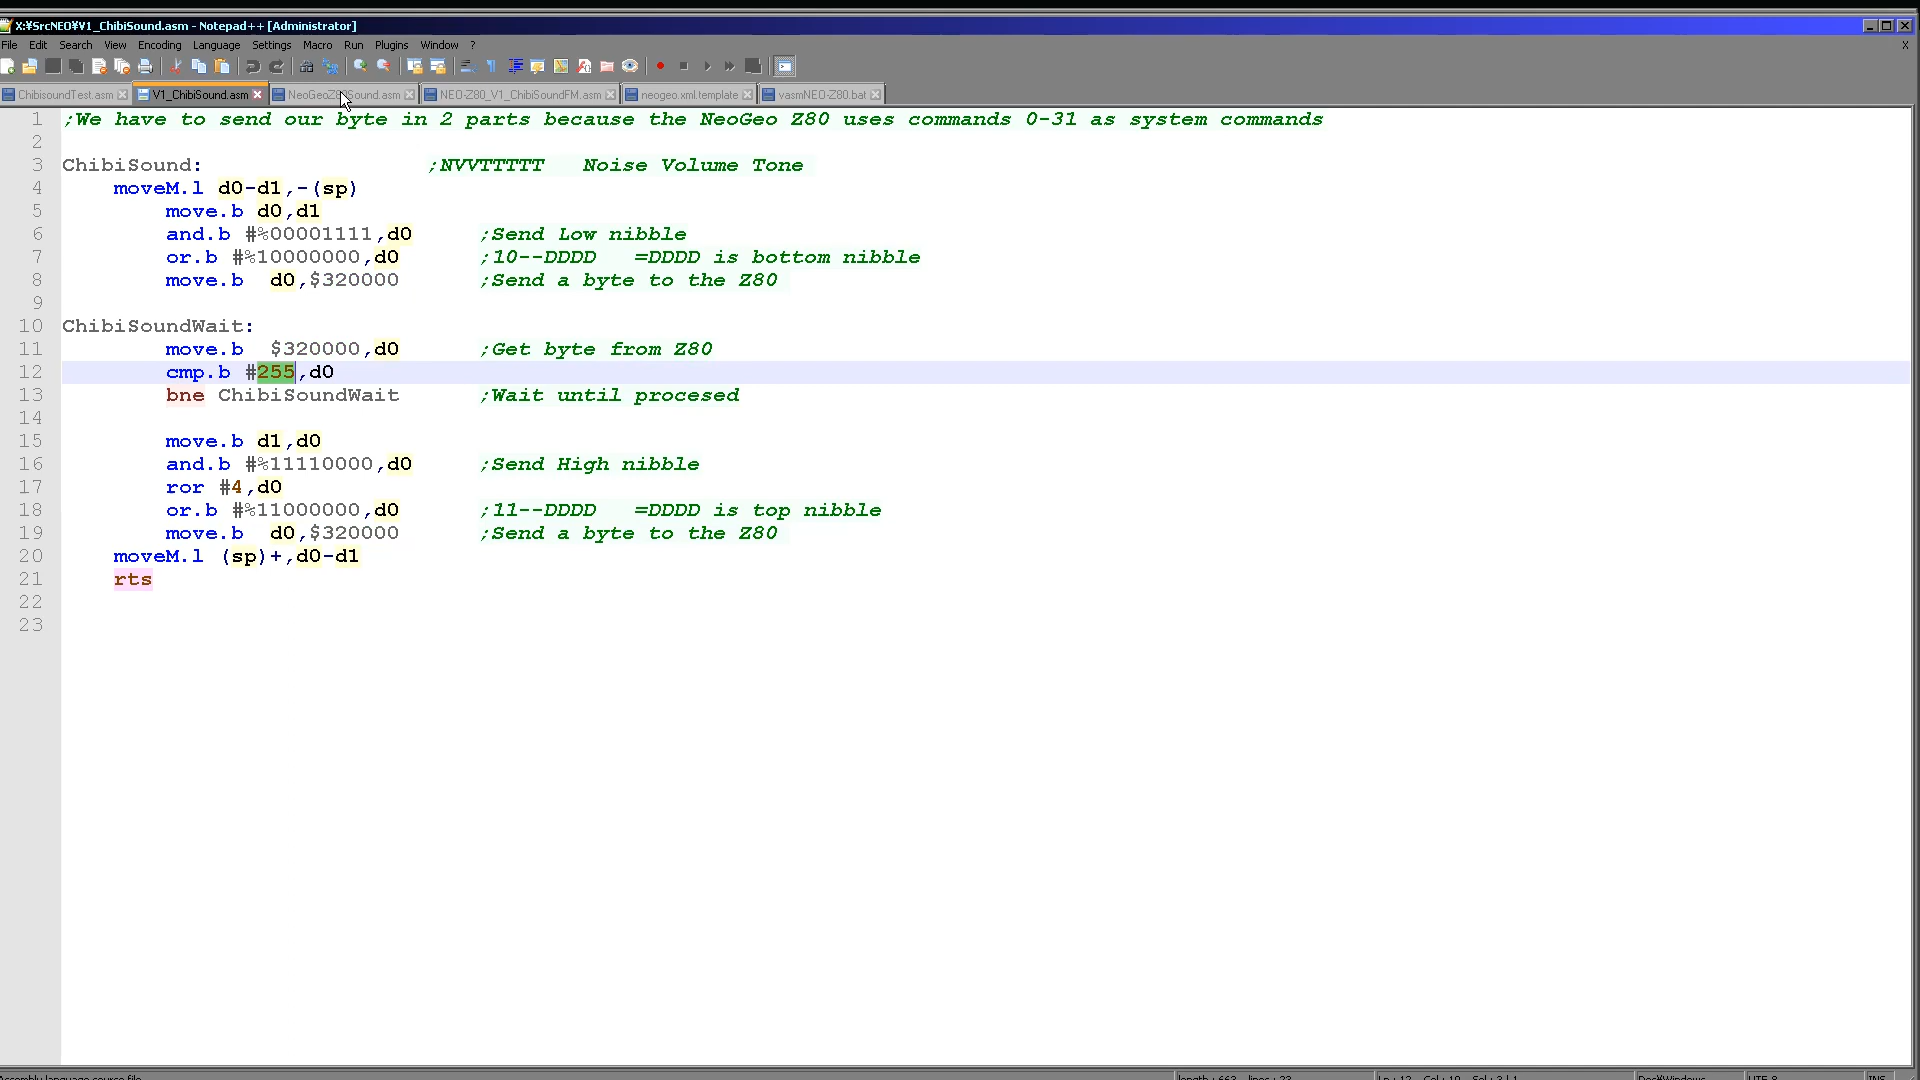 X:¥SrcNEO¥V1_ChibiSound.asm - Notepad++ [Administrator]
File Edit Search View Encoding Language Settings Macro Run Plugins Window ? X
ChibisoundTest.asm V1_ChibiSound.asm NeoGeoZ80Sound.asm NEO-Z80_V1_ChibiSoundFM.asm neogeo.xml.template vasmNEO-Z80.bat
1 ;We have to send our byte in 2 parts because the NeoGeo Z80 uses commands 0-31 as system commands
2
3 ChibiSound: ;NVVTTTTT Noise Volume Tone
4 moveM.l d0-d1,-(sp)
5 move.b d0,d1
6 and.b #%00001111,d0 ;Send Low nibble
7 or.b #%10000000,d0 ;10--DDDD =DDDD is bottom nibble
8 move.b d0,$320000 ;Send a byte to the Z80
9
10 ChibiSoundWait:
11 move.b $320000,d0 ;Get byte from Z80
12 cmp.b #255,d0
13 bne ChibiSoundWait ;Wait until procesed
14
15 move.b d1,d0
16 and.b #%11110000,d0 ;Send High nibble
17 ror #4,d0
18 or.b #%11000000,d0 ;11--DDDD =DDDD is top nibble
19 move.b d0,$320000 ;Send a byte to the Z80
20 moveM.l (sp)+,d0-d1
21 rts
22
23